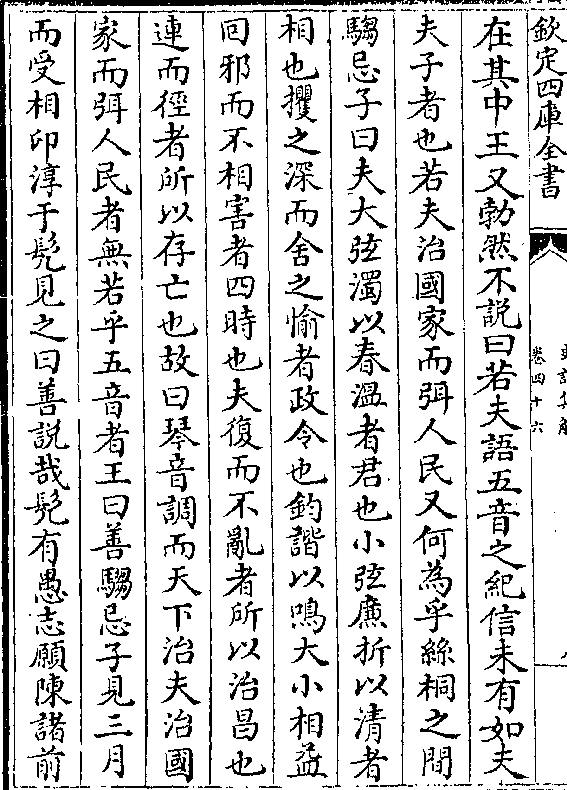 欽定四庫全書
史記集解
卷四十六
在其中王又勃然不說曰若夫語五音之紀信未有如夫
夫子者也若夫治國家而弭人民又何為乎絲桐之間
騶忌子曰夫大弦濁以春溫者君也小弦廉折以清者
相也攫之深而舍之愉者政令也鈞諧以鳴大小相益
回邪而不相害者四時也夫復而不亂者所以治昌也
連而徑者所以存亡也故曰琴音調而天下治夫治國
家而弭人民者無若乎五音者王曰善騶忌子見三月
而受相印淳于髡見之曰善說哉髡有愚志願陳諸前